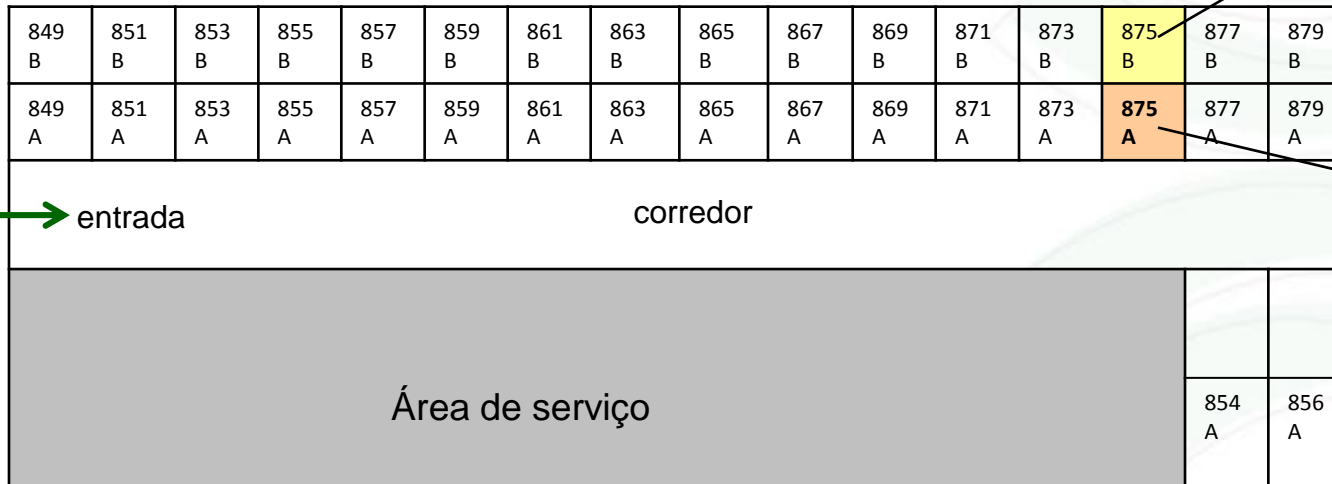 849 851 853 855 857 859 861 863 865 867 869 871 873 875 877 879
B B B B B B B B B B B B B B B B
849 851 853 855 857 859 861 863 865 867 869 871 873 875 877 879
A A A A A A A A A A A A A A A A
entrada corredor
Área de serviço
854 856
A A